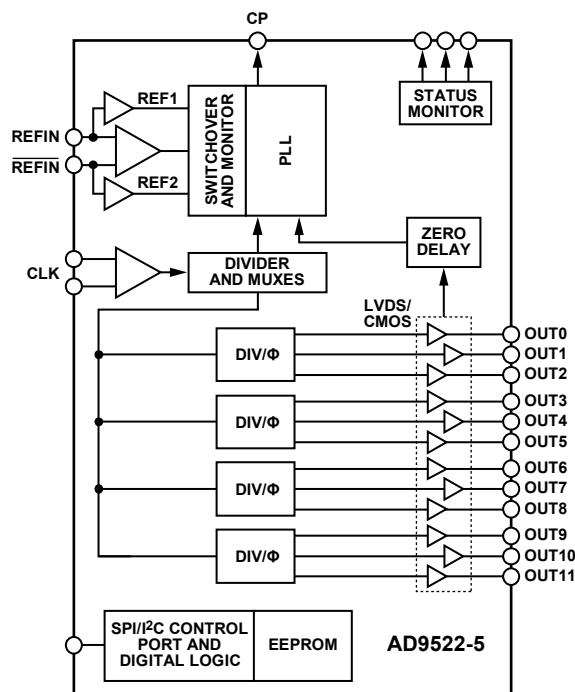 CP
STATUS
MONITOR
REF1
REFIN
REFIN
REF2
SWITCHOVER
AND MONITOR
PLL
ZERO
DELAY
CLK
DIVIDER
AND MUXES
LVDS/
CMOS
DIV/Φ
OUT0
OUT1
OUT2
DIV/Φ
OUT3
OUT4
OUT5
DIV/Φ
OUT6
OUT7
OUT8
DIV/Φ
OUT9
OUT10
OUT11
SPI/I²C CONTROL
PORT AND
DIGITAL LOGIC
EEPROM
AD9522-5